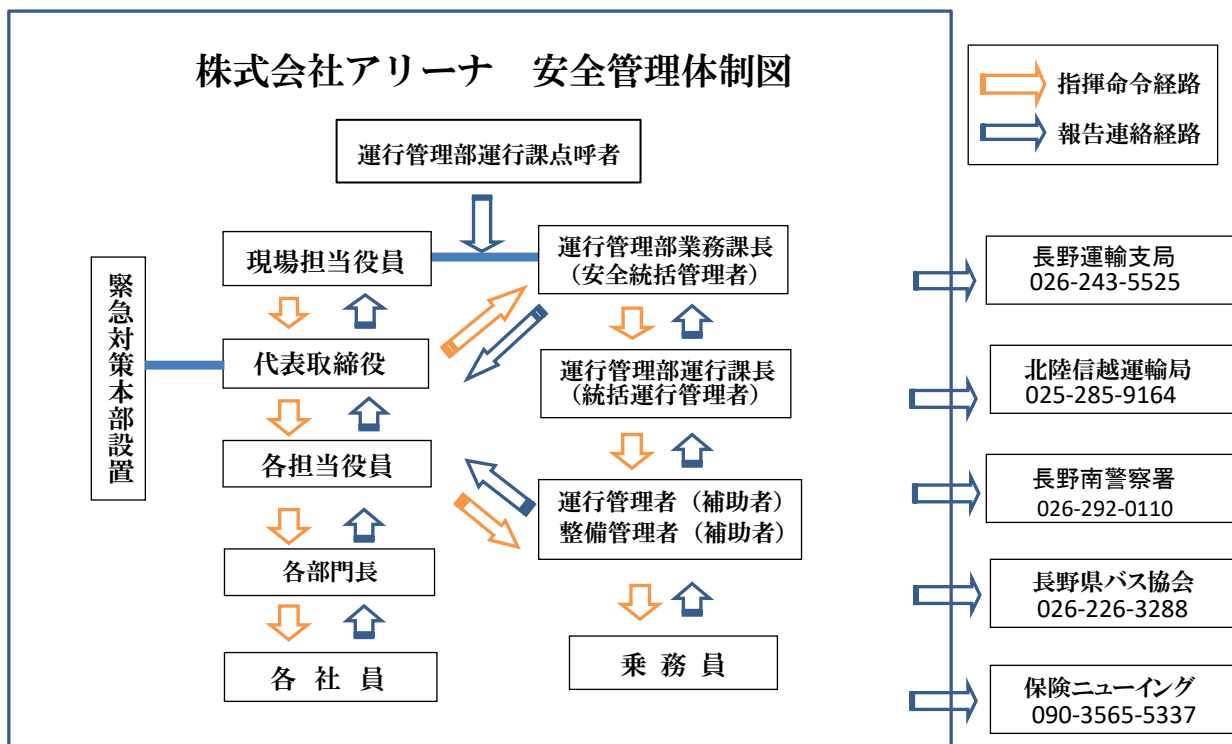 株式会社アリーナ　安全管理体制図
指揮命令経路
報告連絡経路
運行管理部運行課点呼者
現場担当役員
運行管理部業務課長
（安全統括管理者）
緊急対策本部設置
代表取締役
運行管理部運行課長
（統括運行管理者）
各担当役員
運行管理者（補助者）
整備管理者（補助者）
各部門長
各社員
乗務員
長野運輸支局
026-243-5525
北陸信越運輸局
025-285-9164
長野南警察署
026-292-0110
長野県バス協会
026-226-3288
保険ニューイング
090-3565-5337